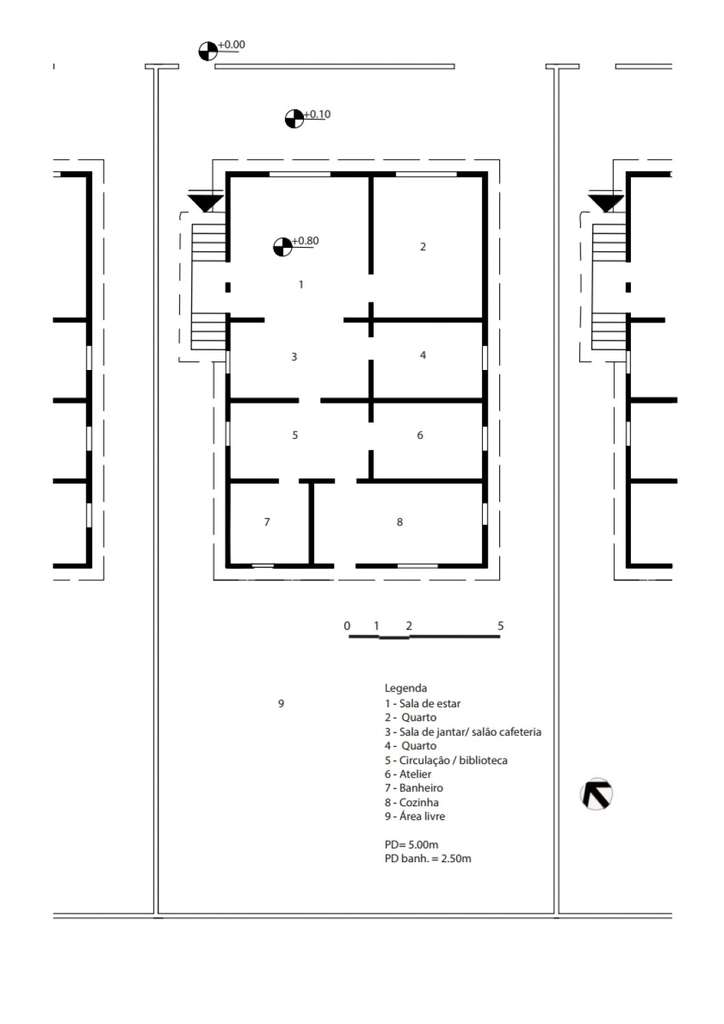 +0.00
+0.10
+0.80
2
1
3
4
5
6
7
8
0 1 2 5
9
Legenda
1 - Sala de estar
2 - Quarto
3 - Sala de jantar/ salão cafeteria
4 - Quarto
5 - Circulação / biblioteca
6 - Atelier
7 - Banheiro
8 - Cozinha
9 - Área livre
PD= 5.00m
PD banh. = 2.50m